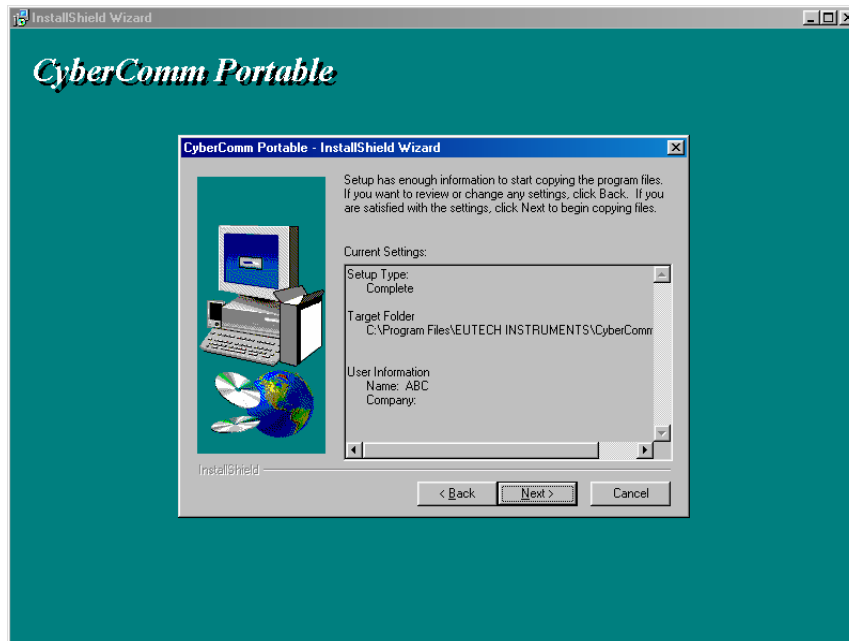 InstallShield Wizard
CyberComm Portable
CyberComm Portable - InstallShield Wizard
Setup has enough information to start copying the program files.
If you want to review or change any settings, click Back. If you
are satisfied with the settings, click Next to begin copying files.
Current Settings:
Setup Type:
Complete
Target Folder
C:\Program Files\EUTECH INSTRUMENTS\CyberComm
User Information
Name: ABC
Company:
InstallShield
< Back
Next >
Cancel